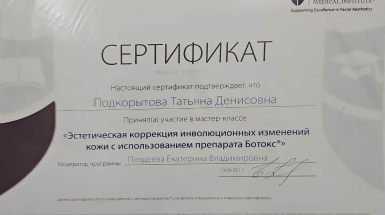 MEDICAL INSTITUTE
Supporting Excellence in Facial Aesthetics
СЕРТИФИКАТ
Настоящий сертификат подтверждает, что
Подкорытова Татьяна Денисовна
Принял(а) участие в мастер-классе
«Эстетическая коррекция инволюционных изменений
кожи с использованием препарата Ботокс®»
Модератор программы Поздеева Екатерина Владимировна